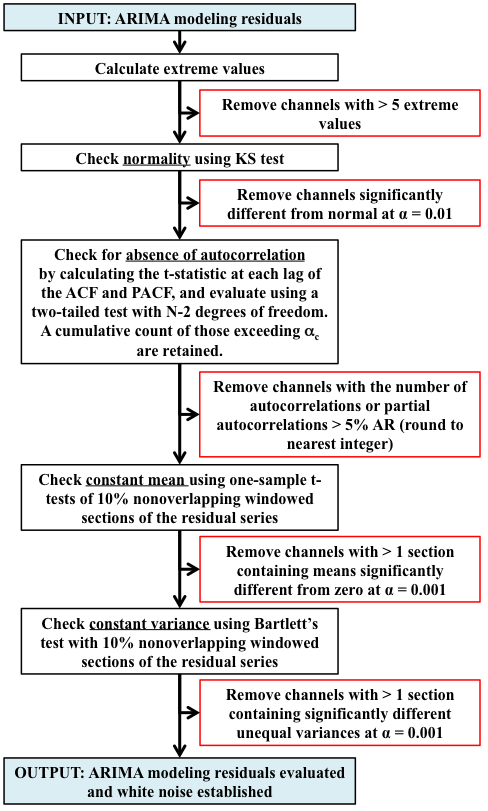 INPUT: ARIMA modeling residuals
Calculate extreme values
Remove channels with > 5 extreme
values
Check normality using KS test
Remove channels significantly
different from normal at α = 0.01
Check for absence of autocorrelation
by calculating the t-statistic at each lag of
the ACF and PACF, and evaluate using a
two-tailed test with N-2 degrees of freedom.
A cumulative count of those exceeding αc
are retained.
Remove channels with the number of
autocorrelations or partial
autocorrelations > 5% AR (round to
nearest integer)
Check constant mean using one-sample t-
tests of 10% nonoverlapping windowed
sections of the residual series
Remove channels with > 1 section
containing means significantly
different from zero at α = 0.001
Check constant variance using Bartlett's
test with 10% nonoverlapping windowed
sections of the residual series
Remove channels with > 1 section
containing significantly different
unequal variances at α = 0.001
OUTPUT: ARIMA modeling residuals evaluated
and white noise established